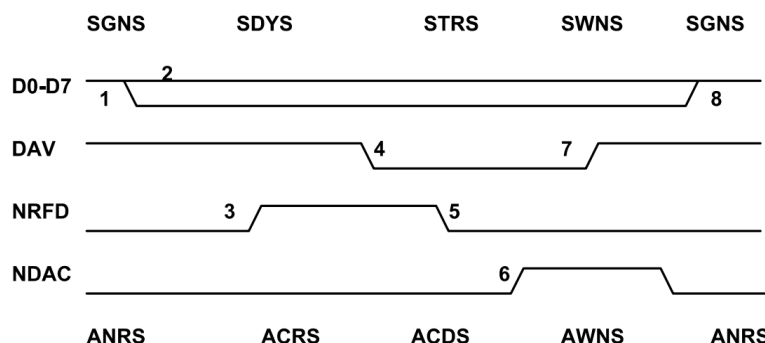 SGNS SDYS STRS SWNS SGNS
2
D0-D7
1 8
DAV 4 7
NRFD 3 5
NDAC 6
ANRS ACRS ACDS AWNS ANRS